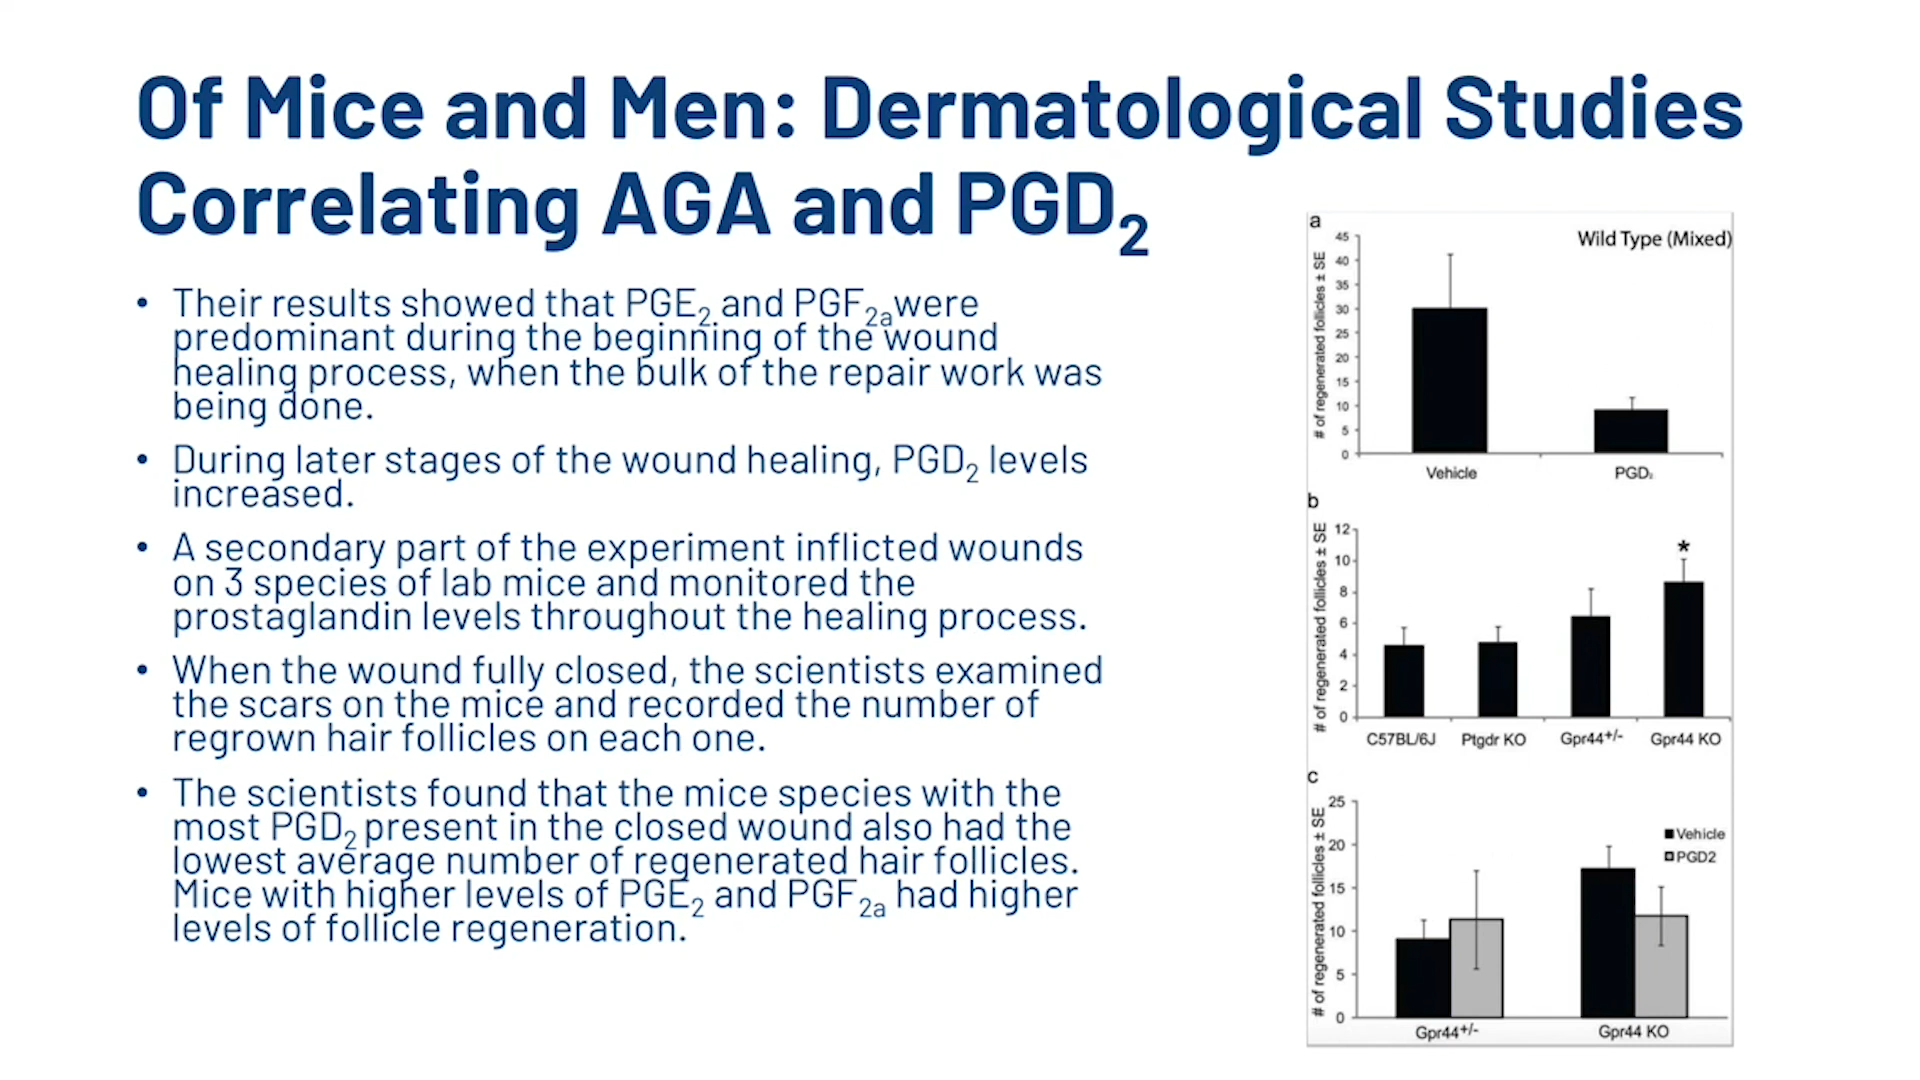 Of Mice and Men: Dermatological Studies
Correlating AGA and PGD₂
• Their results showed that PGE₂ and PGF₂ₐwere
predominant during the beginning of the wound
healing process, when the bulk of the repair work was
being done.
• During later stages of the wound healing, PGD₂ levels
increased.
• A secondary part of the experiment inflicted wounds
on 3 species of lab mice and monitored the
prostaglandin levels throughout the healing process.
• When the wound fully closed, the scientists examined
the scars on the mice and recorded the number of
regrown hair follicles on each one.
• The scientists found that the mice species with the
most PGD₂ present in the closed wound also had the
lowest average number of regenerated hair follicles.
Mice with higher levels of PGE₂ and PGF₂ₐ had higher
levels of follicle regeneration.
a
Wild Type (Mixed)
# of regenerated follicles ± SE
45
40
35
30
25
20
15
10
5
0
Vehicle PGD₂
b
# of regenerated follicles ± SE
12
10
8
6
4
2
0
*
C57BL/6J Ptgdr KO Gpr44+/- Gpr44 KO
c
# of regenerated follicles ± SE
25
20
15
10
5
0
Vehicle
PGD2
Gpr44+/- Gpr44 KO